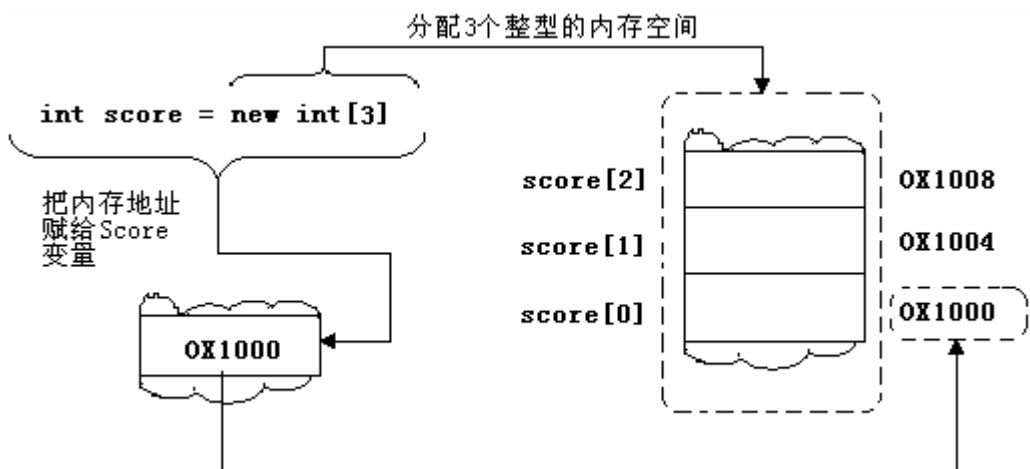 分配3个整型的内存空间
int score = new int[3]
把内存地址
赋给Score
变量
OX1000
score[2]
OX1008
score[1]
OX1004
score[0]
OX1000